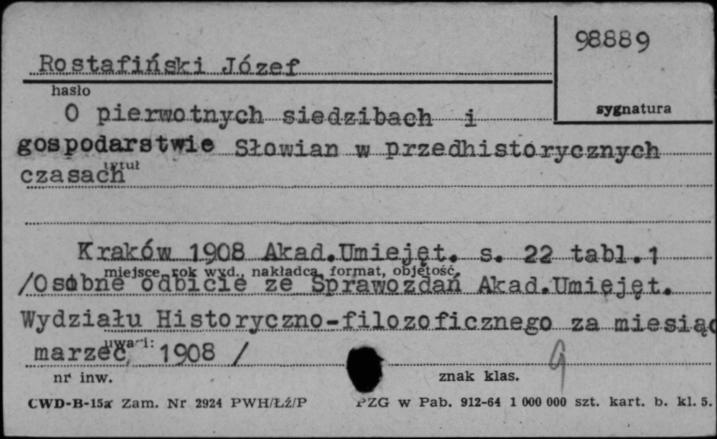 98889
Rostafiński Józef
hasło
O pierwotnych siedzibach i
sygnatura
gospodarstwie Słowian w przedhistorycznych
czasach
tytuł
Kraków 1908 Akad.Umiejęt. s. 22 tabl.1
miejsce, rok wyd., nakładca, format, objętość
/Osobne odbicie ze Sprawozdań Akad.Umiejęt.
Wydziału Historyczno-filozoficznego za miesiąc
uwagi:
marzec 1908 /
nr inw.
znak klas.
CWD-B-15a Zam. Nr 2924 PWH/Łź/P
PZG w Pab. 912-64 1 000 000 szt. kart. b. kl. 5.